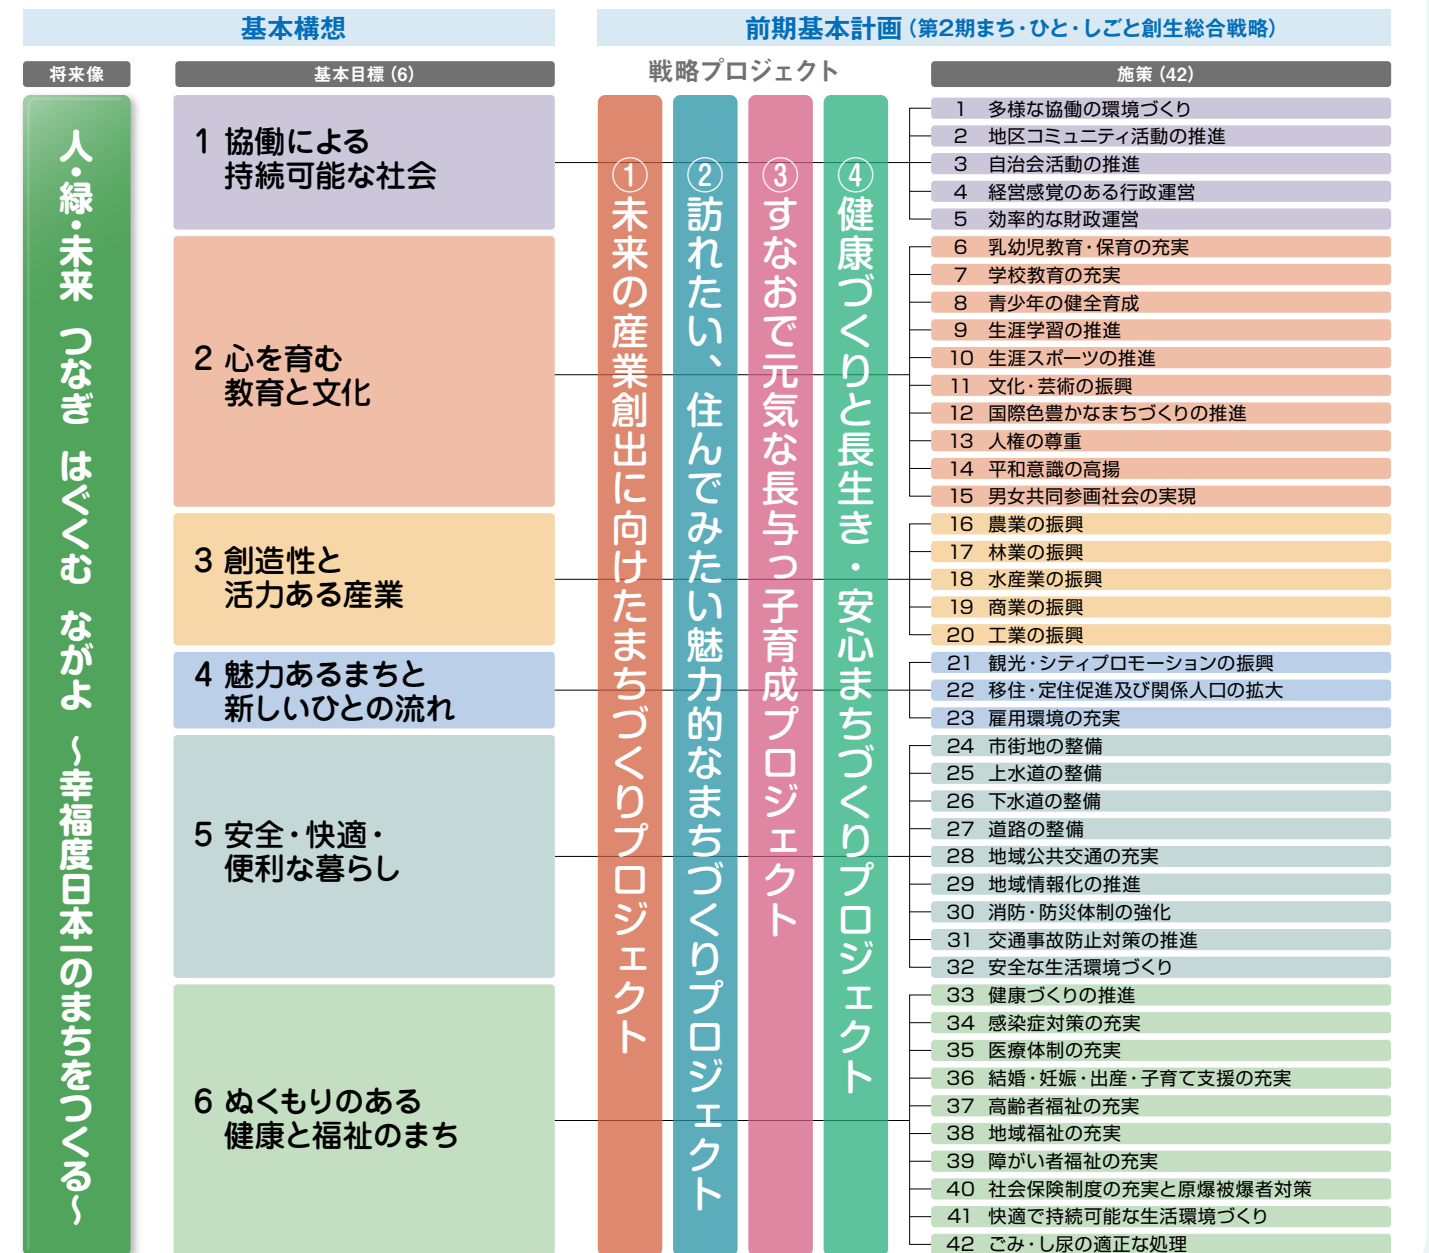 基本構想
前期基本計画(第2期まち・ひと・しごと創生総合戦略)
将来像
基本目標(6)
戦略プロジェクト
施策(42)
人・緑・未来 つなぎ はぐくむ ながよ ~幸福度日本一のまちをつくる~
1 協働による
持続可能な社会
2 心を育む
教育と文化
3 創造性と
活力ある産業
4 魅力あるまちと
新しいひとの流れ
5 安全・快適・
便利な暮らし
6 ぬくもりのある
健康と福祉のまち
①未来の産業創出に向けたまちづくりプロジェクト
②訪れたい、住んでみたい魅力的なまちづくりプロジェクト
③すなおで元気な長与っ子育成プロジェクト
④健康づくりと長生き・安心まちづくりプロジェクト
1 多様な協働の環境づくり
2 地区コミュニティ活動の推進
3 自治会活動の推進
4 経営感覚のある行政運営
5 効率的な財政運営
6 乳幼児教育・保育の充実
7 学校教育の充実
8 青少年の健全育成
9 生涯学習の推進
10 生涯スポーツの推進
11 文化・芸術の振興
12 国際色豊かなまちづくりの推進
13 人権の尊重
14 平和意識の高揚
15 男女共同参画社会の実現
16 農業の振興
17 林業の振興
18 水産業の振興
19 商業の振興
20 工業の振興
21 観光・シティプロモーションの振興
22 移住・定住促進及び関係人口の拡大
23 雇用環境の充実
24 市街地の整備
25 上水道の整備
26 下水道の整備
27 道路の整備
28 地域公共交通の充実
29 地域情報化の推進
30 消防・防災体制の強化
31 交通事故防止対策の推進
32 安全な生活環境づくり
33 健康づくりの推進
34 感染症対策の充実
35 医療体制の充実
36 結婚・妊娠・出産・子育て支援の充実
37 高齢者福祉の充実
38 地域福祉の充実
39 障がい者福祉の充実
40 社会保険制度の充実と原爆被爆者対策
41 快適で持続可能な生活環境づくり
42 ごみ・し尿の適正な処理